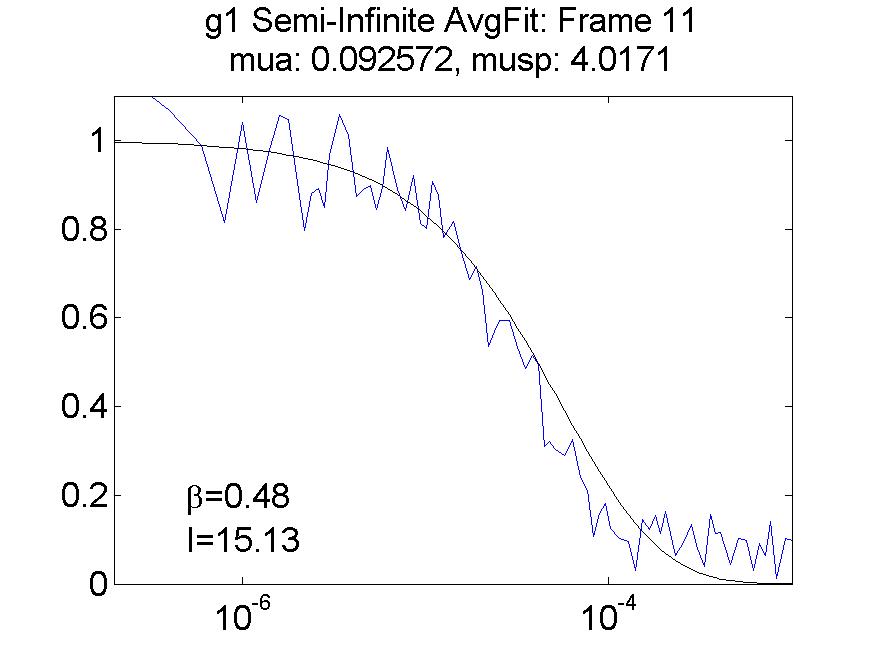 g1 Semi-Infinite AvgFit: Frame 11
mua: 0.092572, musp: 4.0171
1
0.8
0.6
0.4
0.2
0
β=0.48
I=15.13
10^-6
10^-4